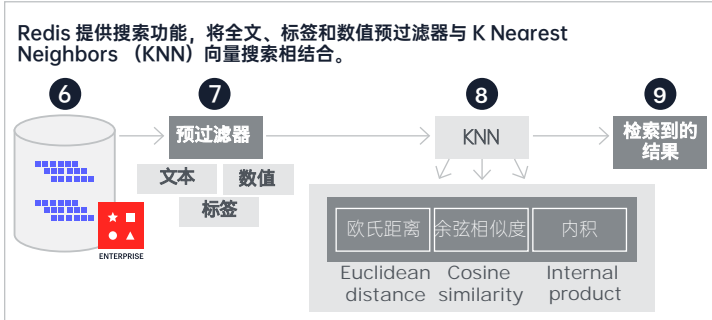 Redis 提供搜索功能，将全文、标签和数值预过滤器与 K Nearest
Neighbors （KNN）向量搜索相结合。
6
7
8
9
预过滤器
KNN
检索到的
结果
文本
数值
标签
ENTERPRISE
欧氏距离
余弦相似度
内积
Euclidean
distance
Cosine
similarity
Internal
product